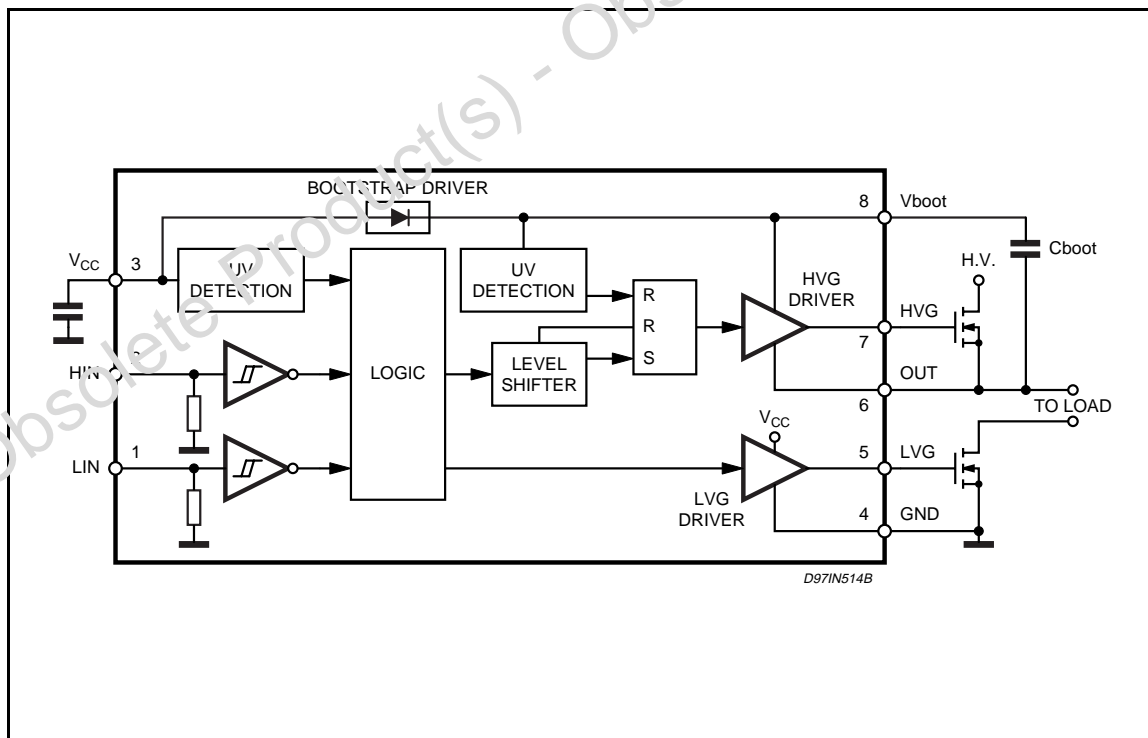 Obsolete Product(s) - Obs
BOOTSTRAP DRIVER
8
Vboot
VCC
3
UV
DETECTION
UV
DETECTION
R
R
S
HVG
DRIVER
H.V.
Cboot
HVG
7
HIN
LOGIC
LEVEL
SHIFTER
OUT
6
TO LOAD
VCC
LIN
1
5
LVG
LVG
DRIVER
4
GND
D97IN514B